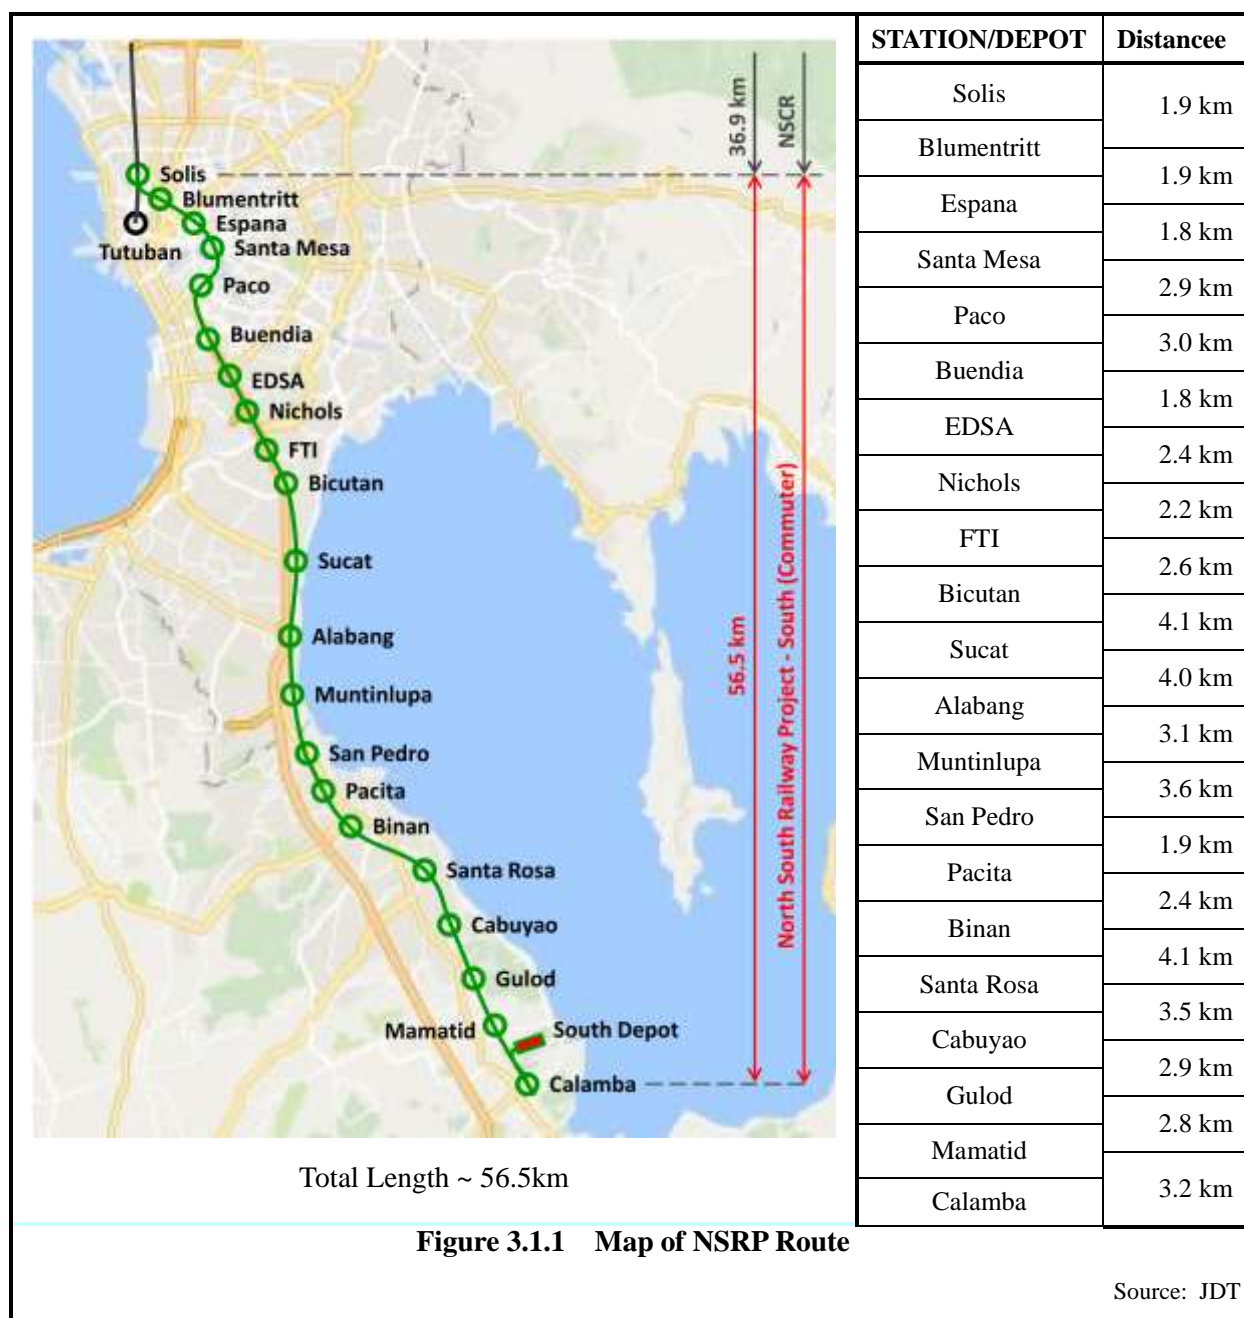 36.9 km
NSCR
Solis
Blumentritt
Espana
Tutuban
Santa Mesa
Paco
Buendia
EDSA
Nichols
FTI
Bicutan
Sucat
Alabang
Muntinlupa
San Pedro
Pacita
Binan
Santa Rosa
Cabuyao
Gulod
Mamatid
South Depot
Calamba
56.5 km
North South Railway Project - South (Commuter)
Total Length ~ 56.5km
STATION/DEPOT Distancee
Solis
1.9 km
Blumentritt
1.9 km
Espana
1.8 km
Santa Mesa
2.9 km
Paco
3.0 km
Buendia
1.8 km
EDSA
2.4 km
Nichols
2.2 km
FTI
2.6 km
Bicutan
4.1 km
Sucat
4.0 km
Alabang
3.1 km
Muntinlupa
3.6 km
San Pedro
1.9 km
Pacita
2.4 km
Binan
4.1 km
Santa Rosa
3.5 km
Cabuyao
2.9 km
Gulod
2.8 km
Mamatid
3.2 km
Calamba
Figure 3.1.1 Map of NSRP Route
Source: JDT